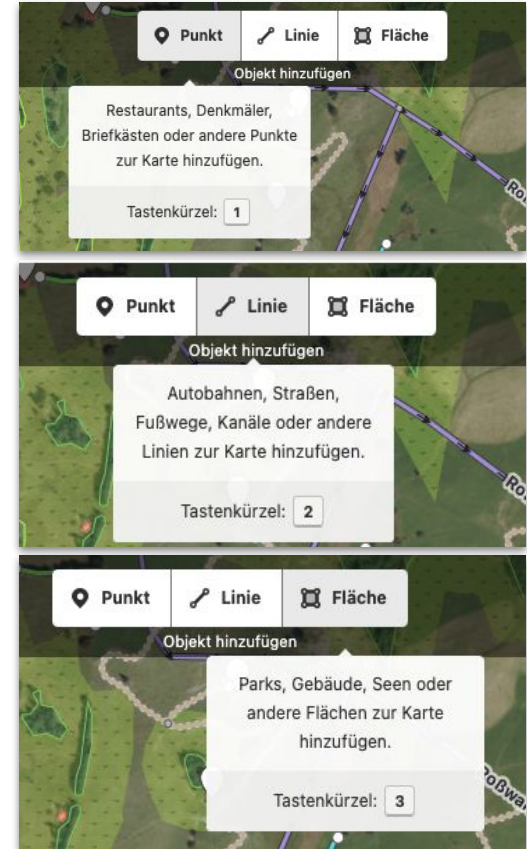 Punkt Linie Fläche
Objekt hinzufügen
Restaurants, Denkmäler,
Briefkästen oder andere Punkte
zur Karte hinzufügen.
Tastenkürzel: 1
Punkt Linie Fläche
Objekt hinzufügen
Autobahnen, Straßen,
Fußwege, Kanäle oder andere
Linien zur Karte hinzufügen.
Tastenkürzel: 2
Punkt Linie Fläche
Objekt hinzufügen
Parks, Gebäude, Seen oder
andere Flächen zur Karte
hinzufügen.
Tastenkürzel: 3